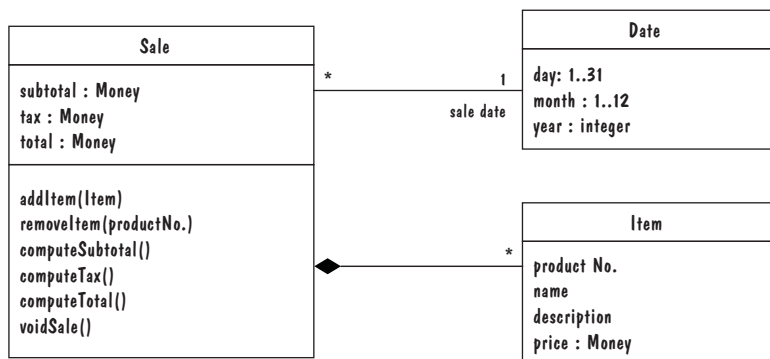 Sale
subtotal : Money
tax : Money
total : Money
addItem(Item)
removeItem(productNo.)
computeSubtotal()
computeTax()
computeTotal()
voidSale()
*
1
sale date
Date
day: 1..31
month : 1..12
year : integer
*
Item
product No.
name
description
price : Money